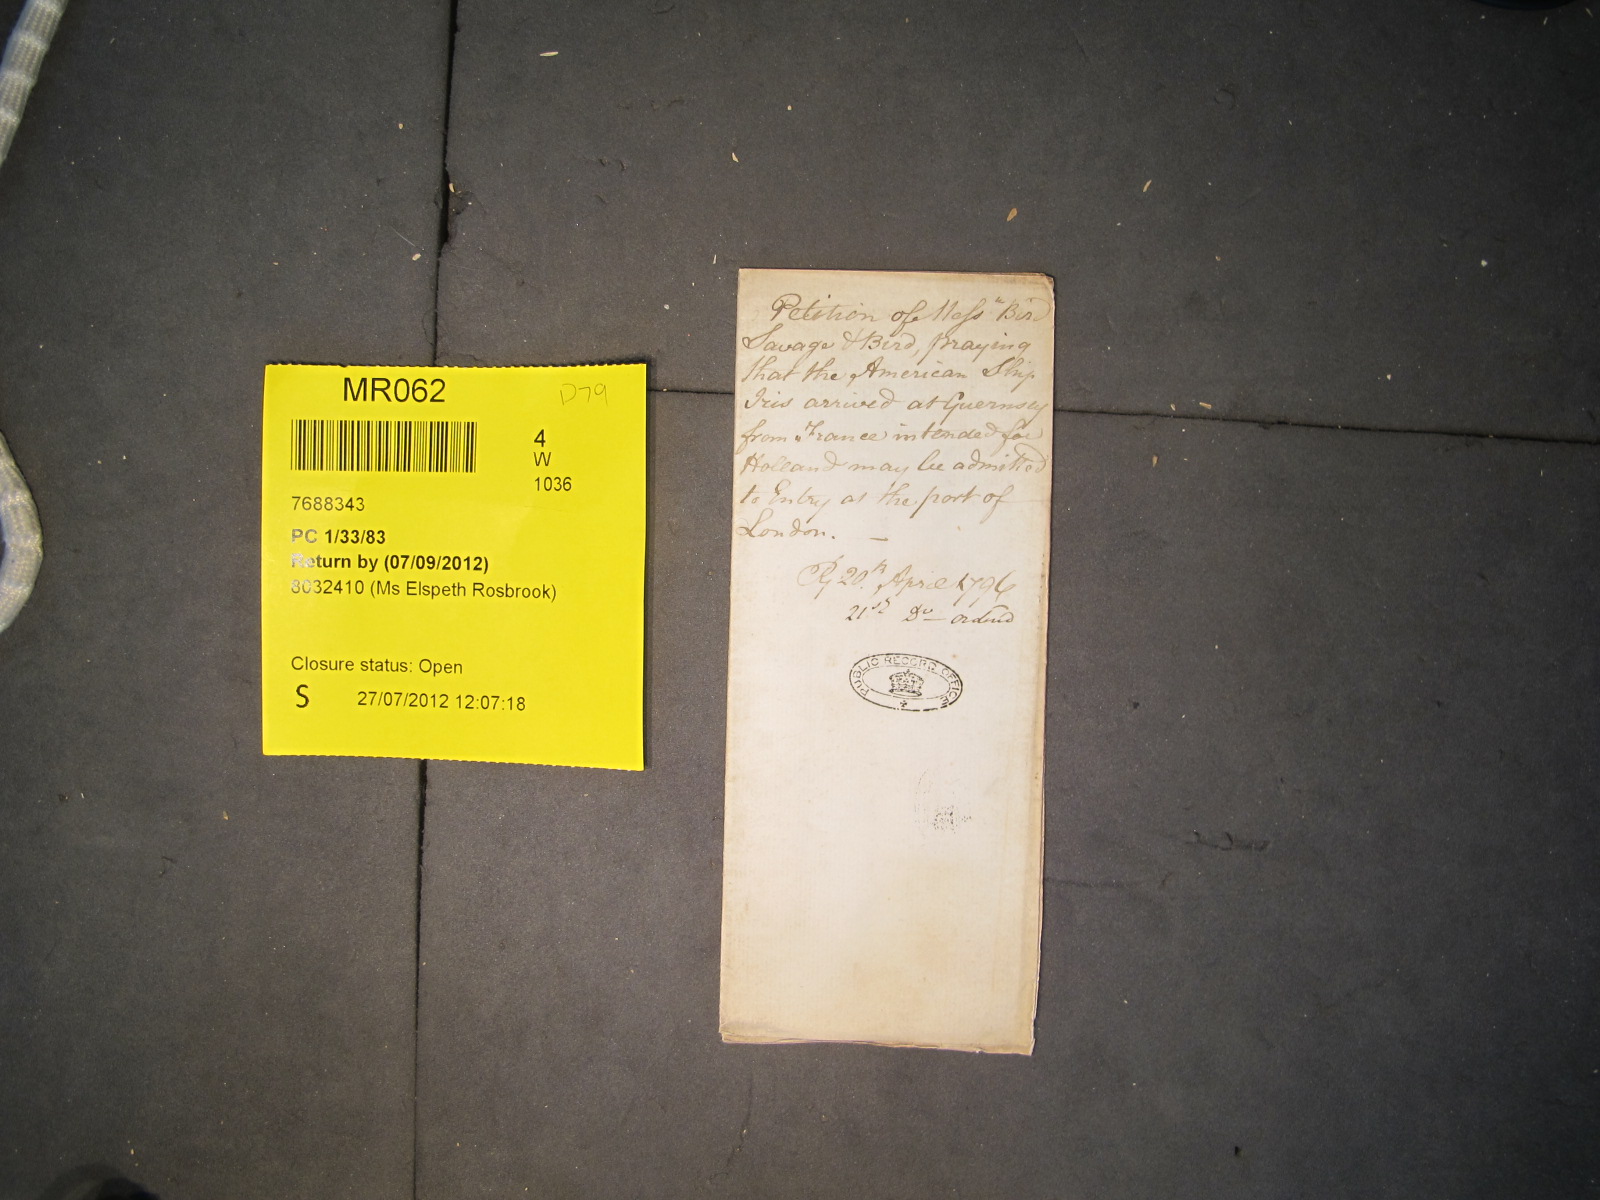 MR062
D79
4
W
1036
7688343
PC 1/33/83
Return by (07/09/2012)
8032410 (Ms Elspeth Rosbrook)
Closure status: Open
S 27/07/2012 12:07:18
Petition of Mess.rs Bird
Savage & Bird, praying
that the American Ship
Iris arrived at Guernsey
from France intended for
Holland may be admitted
to Entry at the port of
London. —
20th April 1796
21st Do ordered
PUBLIC RECORD OFFICE